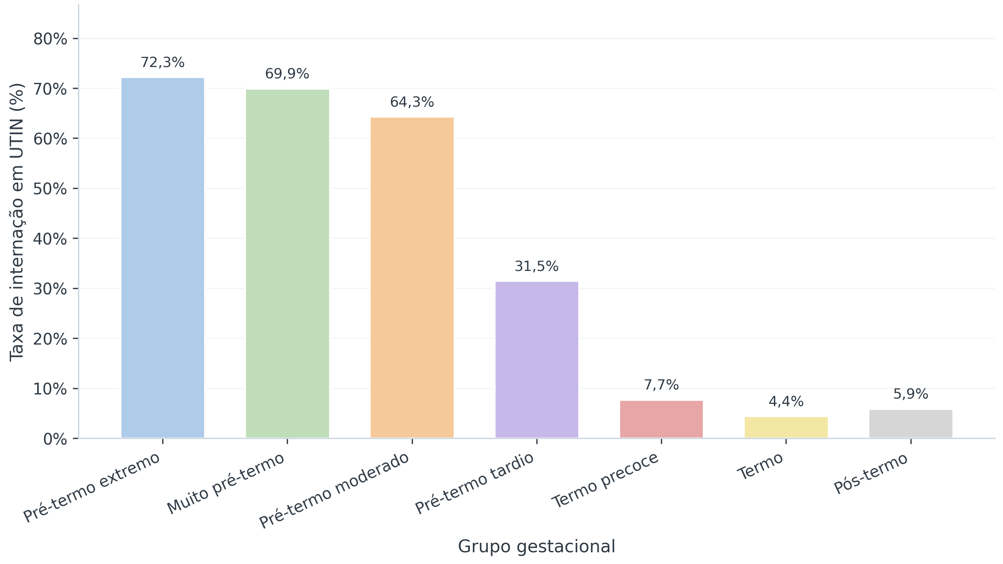 Taxa de internação em UTIN (%)
80%
70%
60%
50%
40%
30%
20%
10%
0%
72,3%
69,9%
64,3%
31,5%
7,7%
4,4%
5,9%
Pré-termo extremo
Muito pré-termo
Pré-termo moderado
Pré-termo tardio
Termo precoce
Termo
Pós-termo
Grupo gestacional